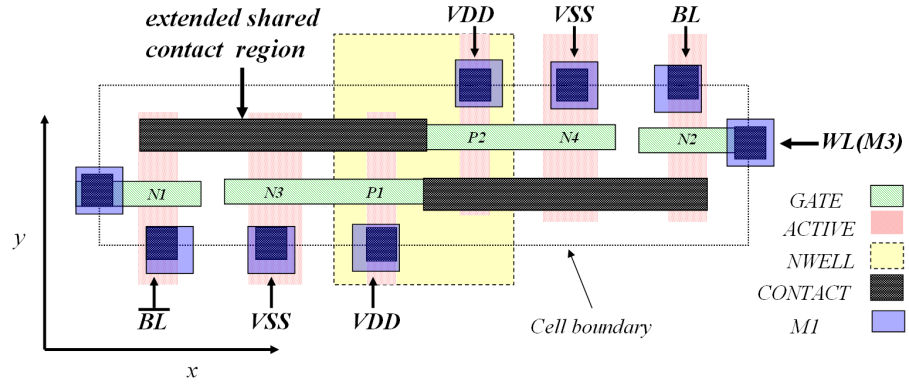 extended shared
contact region
VDD
VSS
BL
P2
N4
N2
WL(M3)
N1
N3
P1
GATE
ACTIVE
NWELL
CONTACT
M1
y
B̅L̅
VSS
VDD
Cell boundary
x